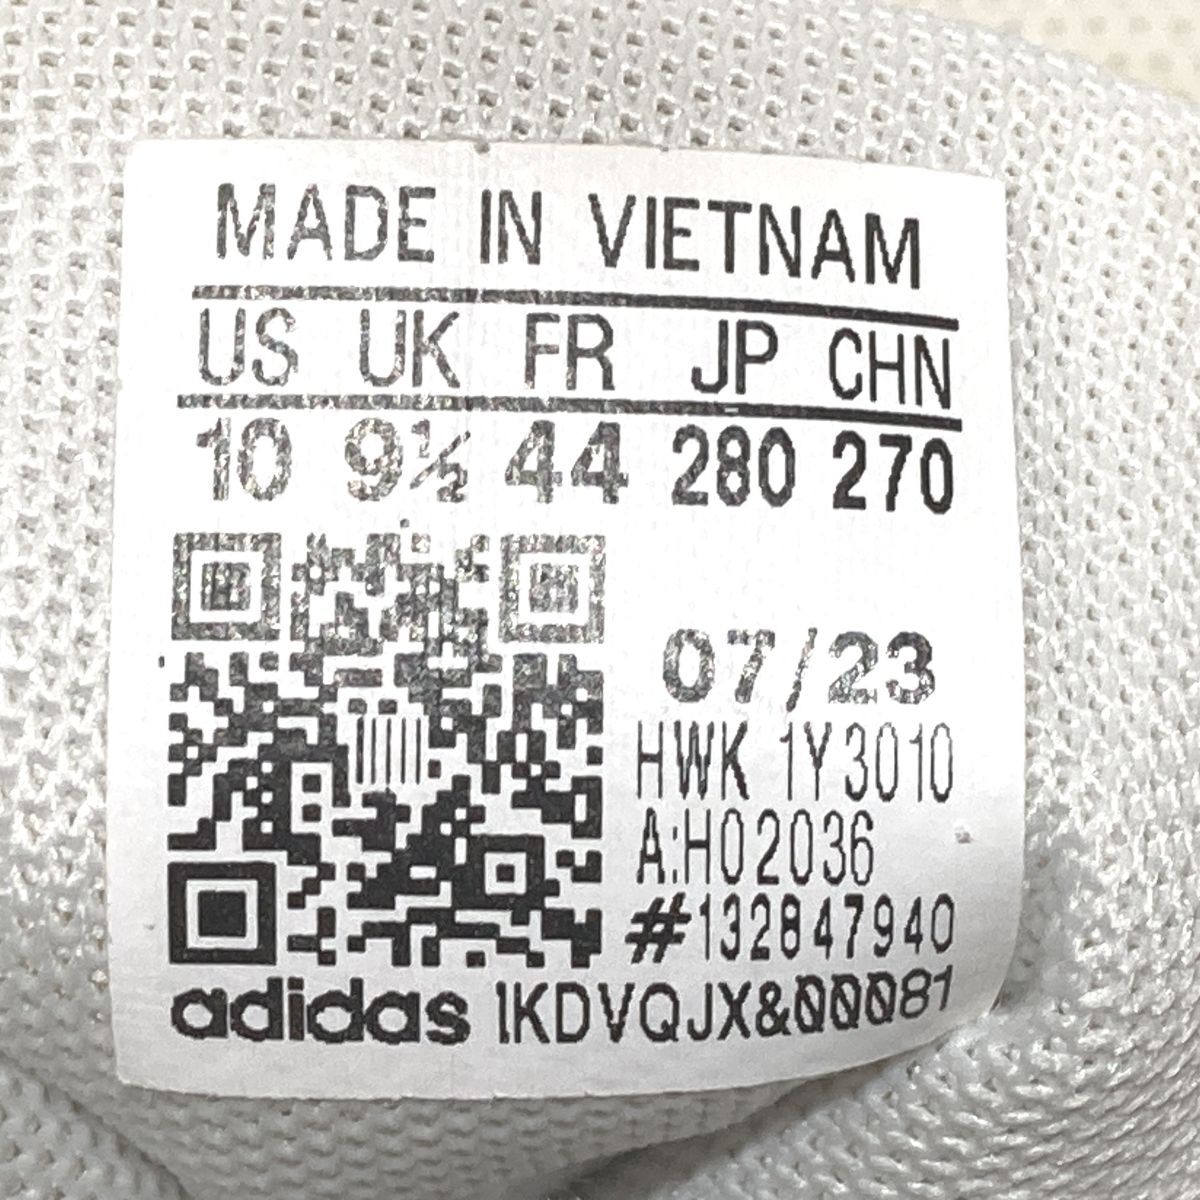 MADE IN VIETNAM
US UK FR JP CHN
10 9½ 44 280 270
07/23
HWK 1Y3010
A:H02036
#132847940
adidas 1KDVQJX&00081